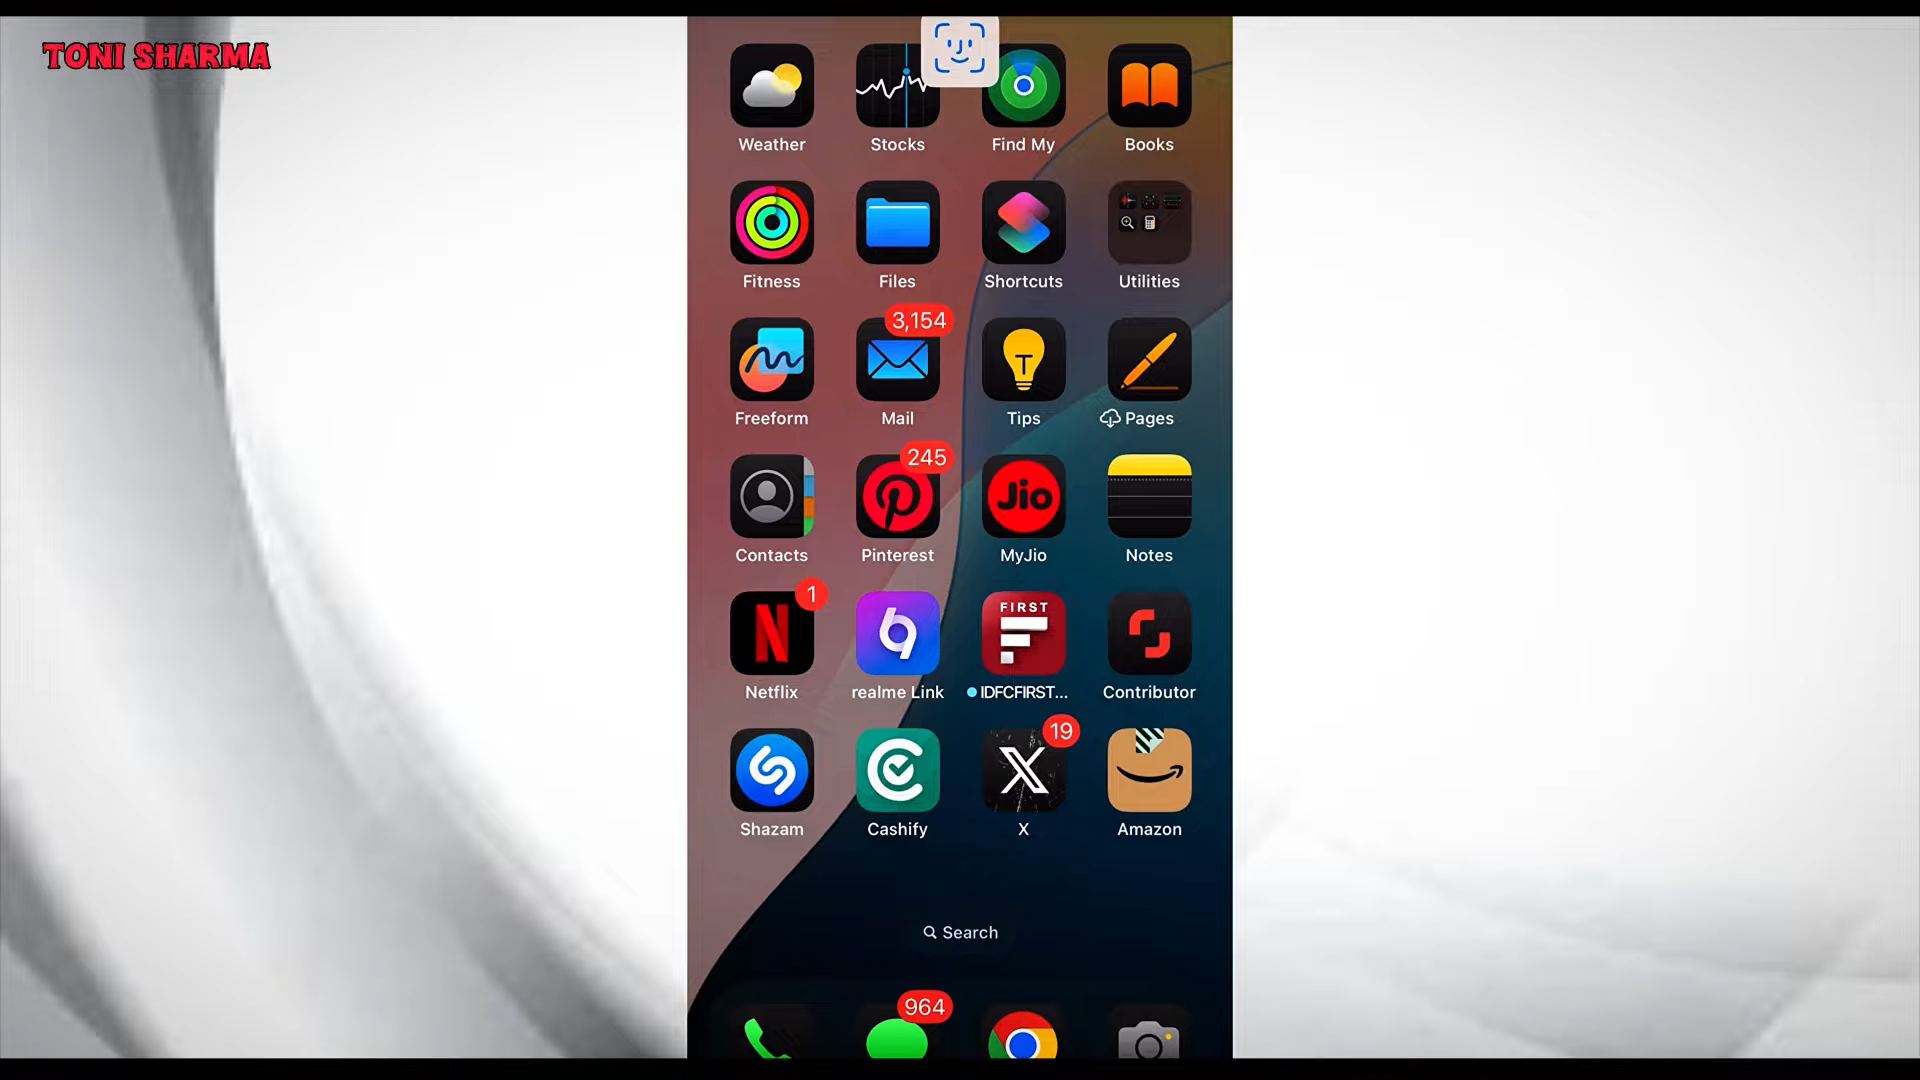 TONI SHARMA
Weather Stocks Find My Books
Fitness Files Shortcuts Utilities
3,154
Freeform Mail Tips Pages
245
Jio
Contacts Pinterest MyJio Notes
1
FIRST
Netflix realme Link IDFCFIRST... Contributor
19
Shazam Cashify X Amazon
Search
964